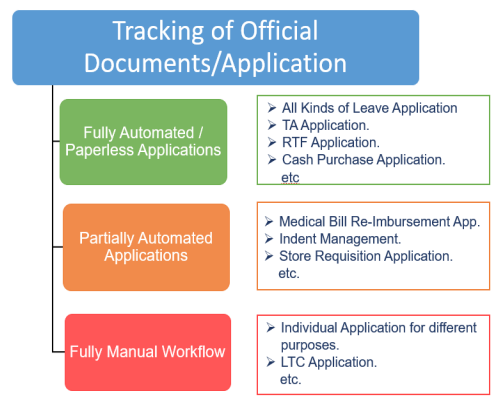 Tracking of Official
Documents/Application
Fully Automated /
Paperless Applications
➢ All Kinds of Leave Application
➢ TA Application.
➢ RTF Application.
➢ Cash Purchase Application.
etc
Partially Automated
Applications
➢ Medical Bill Re-Imbursement App.
➢ Indent Management.
➢ Store Requisition Application.
etc.
Fully Manual Workflow
➢ Individual Application for different
purposes.
➢ LTC Application.
etc.